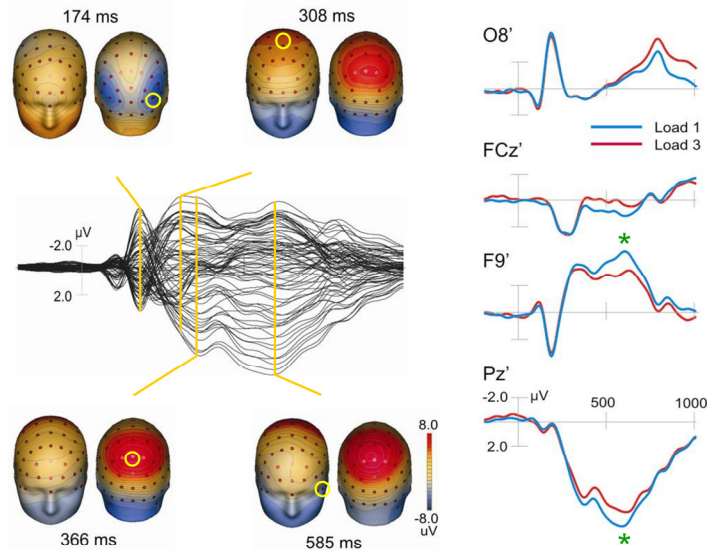 174 ms
308 ms
µV
-2.0
2.0
366 ms
585 ms
8.0
-8.0
uV
O8'
Load 1
Load 3
FCz'
*
F9'
Pz'
µV
-2.0
2.0
500
1000
*